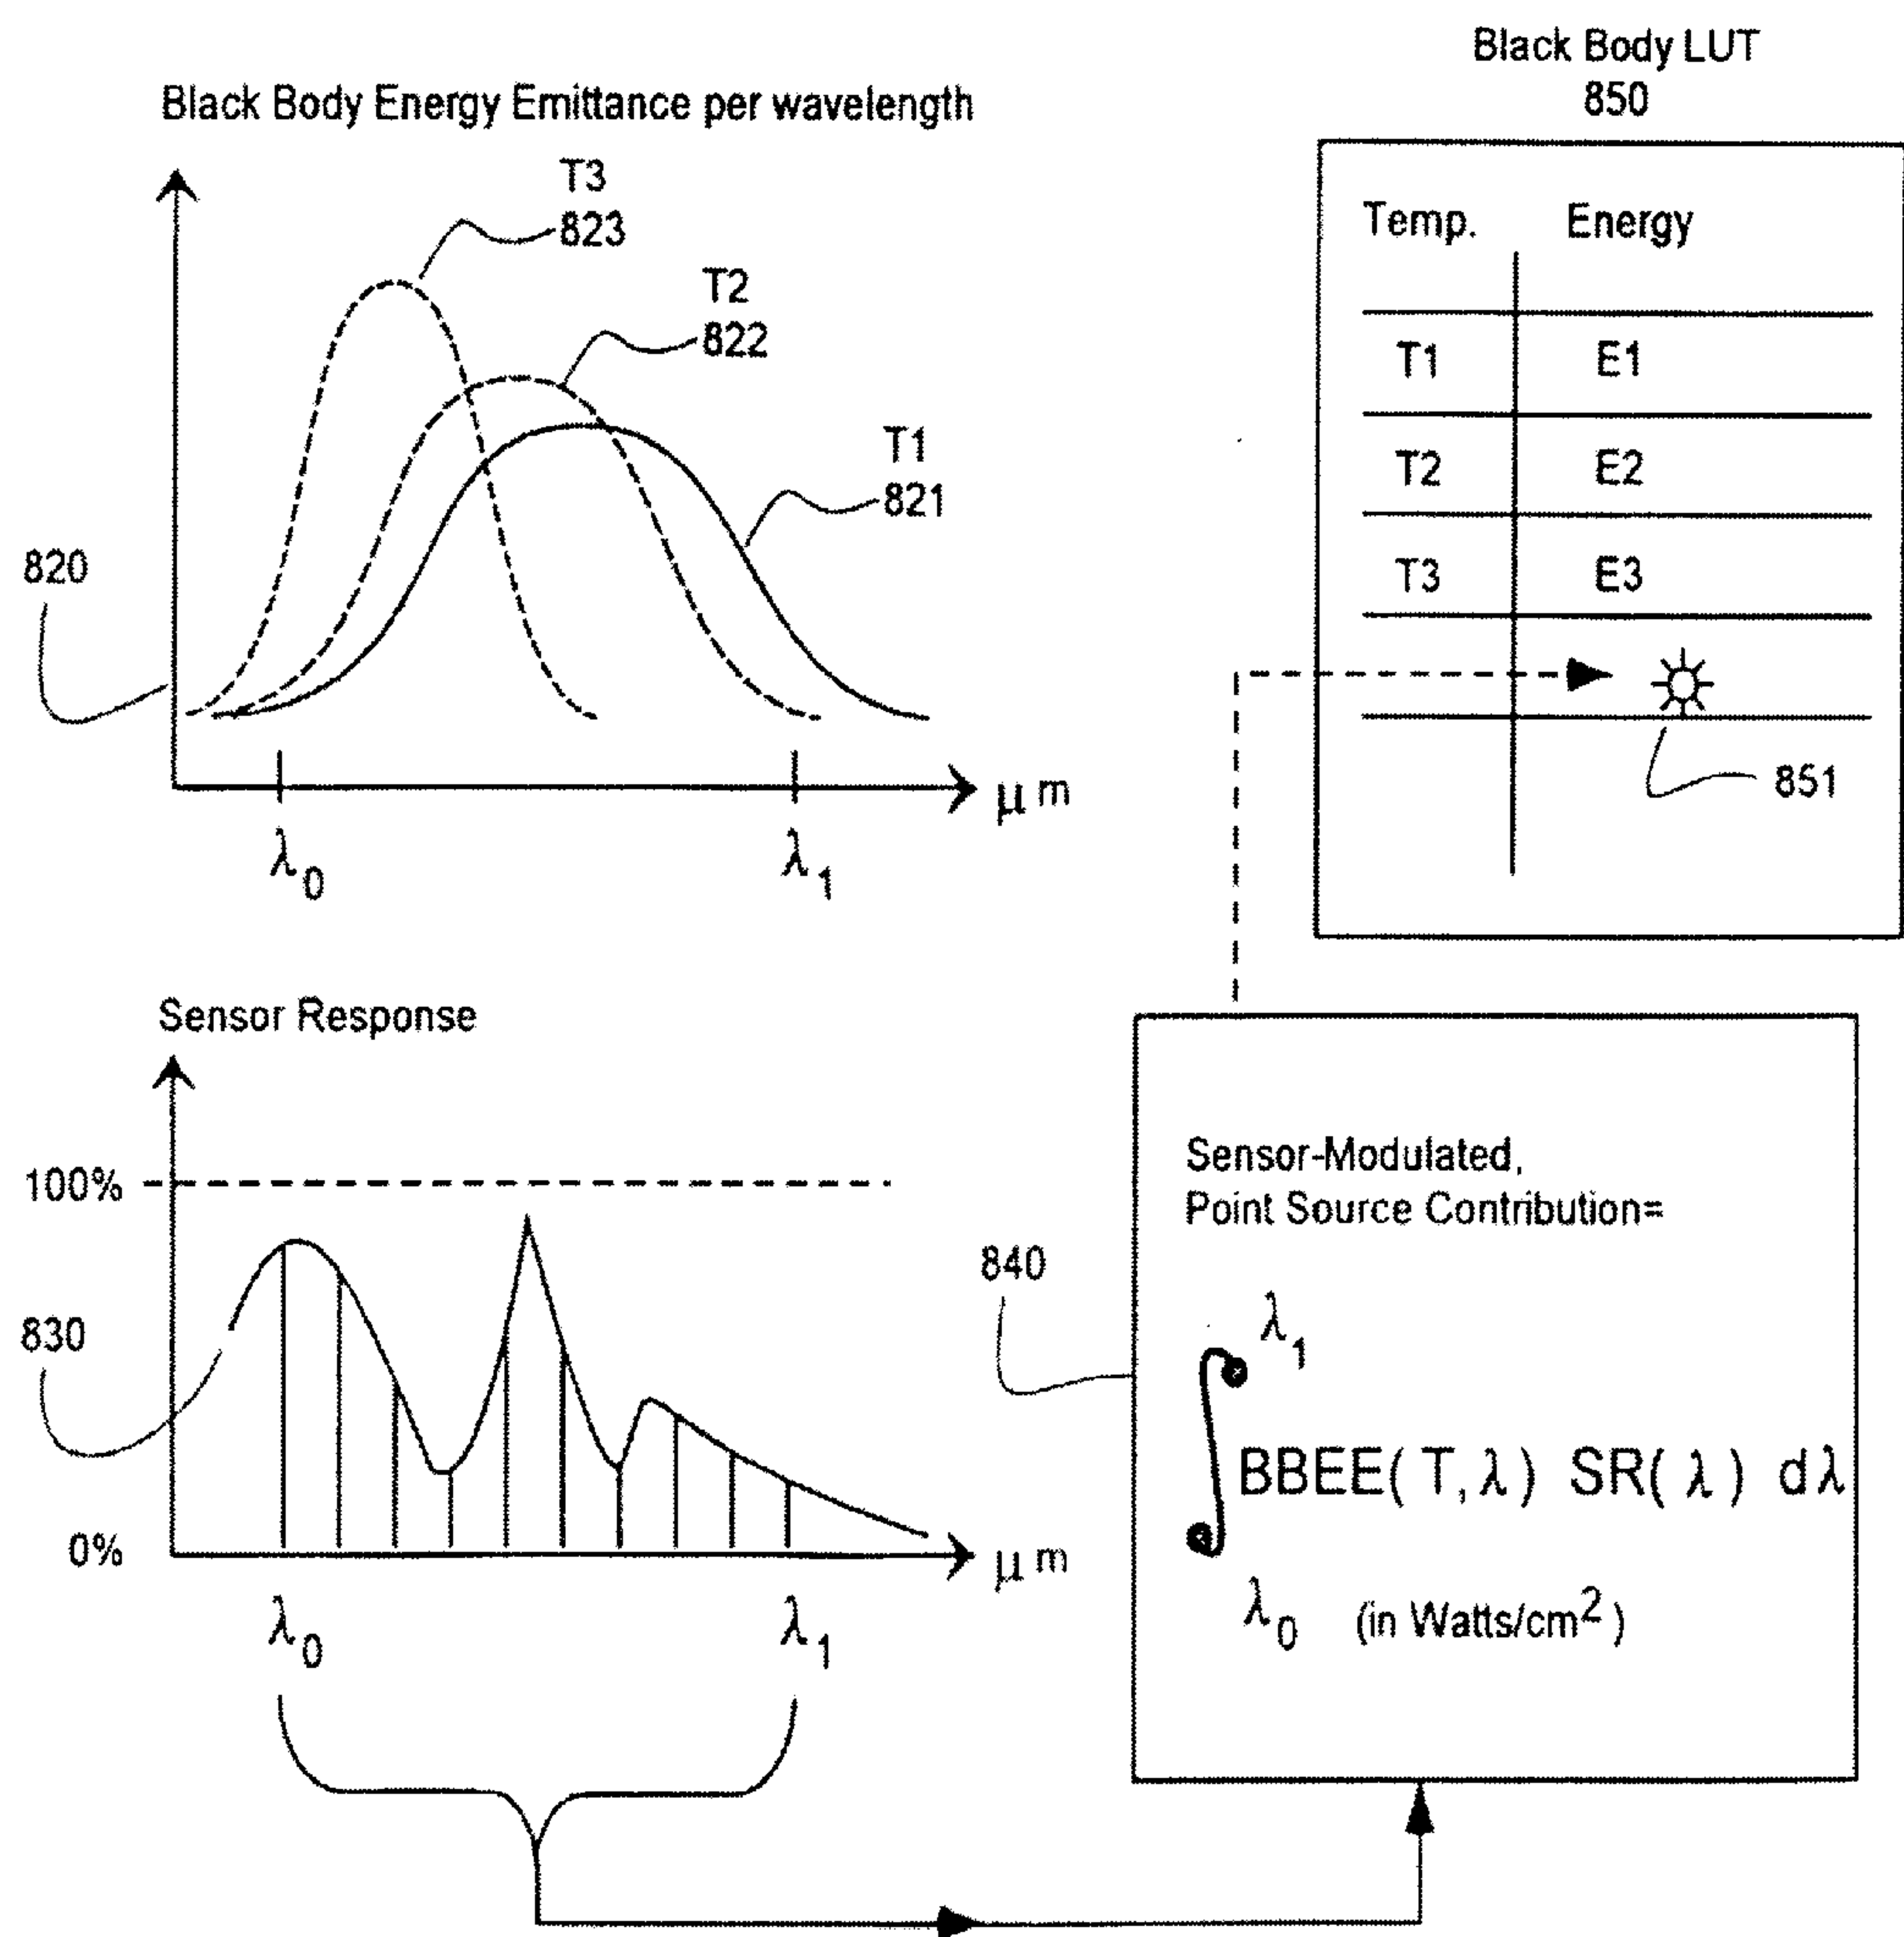 Black Body Energy Emittance per wavelength
T3
823
T2
822
T1
821
820
μm
λ0
λ1
Black Body LUT
850
Temp. Energy
T1 E1
T2 E2
T3 E3
851
Sensor Response
100%
830
0%
μm
λ0
λ1
840
Sensor-Modulated,
Point Source Contribution=
λ1
∫ BBEE(T,λ) SR(λ) dλ
λ0 (in Watts/cm²)